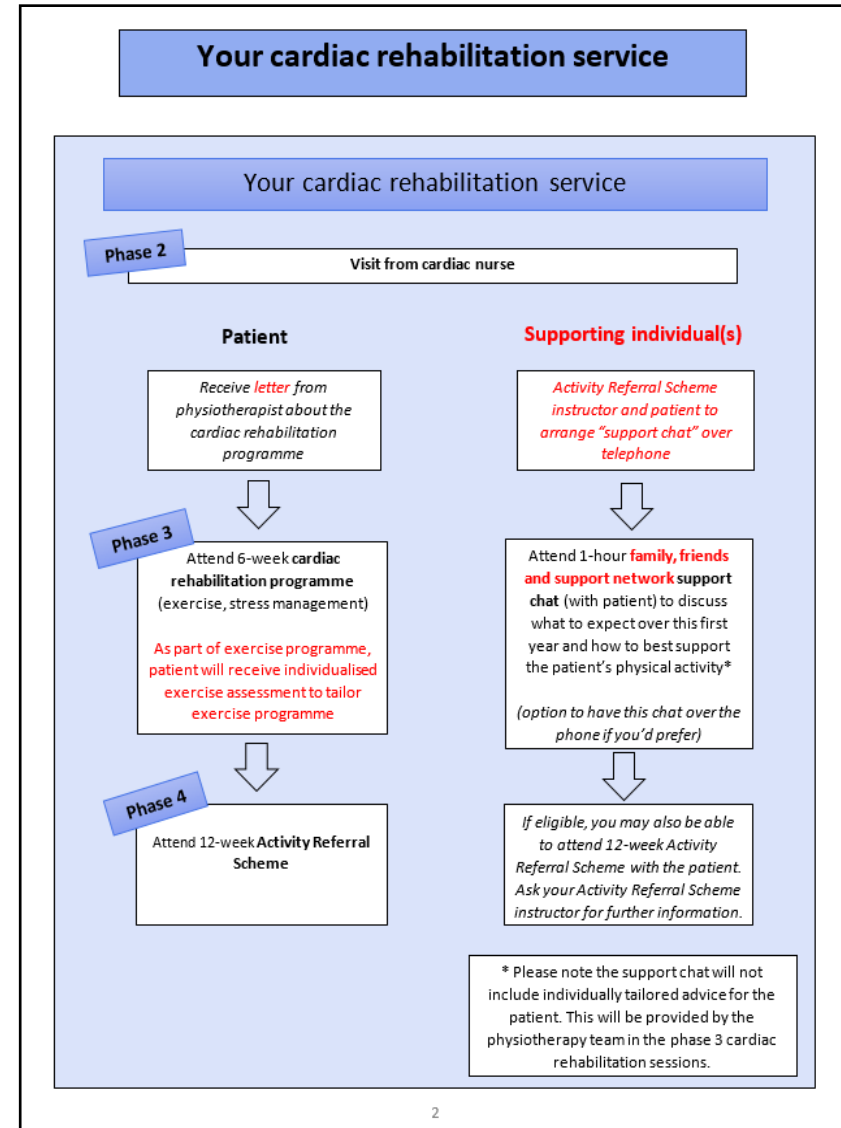 Your cardiac rehabilitation service
Your cardiac rehabilitation service
Phase 2
Visit from cardiac nurse
Patient
Receive letter from
physiotherapist about the
cardiac rehabilitation
programme
Phase 3
Attend 6-week cardiac
rehabilitation programme
(exercise, stress management)
As part of exercise programme,
patient will receive individualised
exercise assessment to tailor
exercise programme
Phase 4
Attend 12-week Activity Referral
Scheme
Supporting individual(s)
Activity Referral Scheme
instructor and patient to
arrange “support chat” over
telephone
Attend 1-hour family, friends
and support network support
chat (with patient) to discuss
what to expect over this first
year and how to best support
the patient’s physical activity*
(option to have this chat over the
phone if you’d prefer)
If eligible, you may also be able
to attend 12-week Activity
Referral Scheme with the patient.
Ask your Activity Referral Scheme
instructor for further information.
* Please note the support chat will not
include individually tailored advice for the
patient. This will be provided by the
physiotherapy team in the phase 3 cardiac
rehabilitation sessions.
2